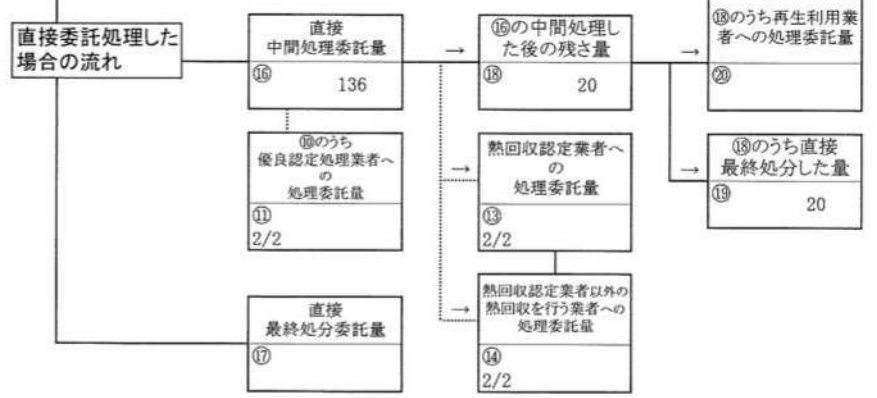 直接委託処理した
場合の流れ
直接
中間処理委託量
⑯
136
→
⑯の中間処理し
た後の残さ量
⑱
20
→
⑱のうち再生利用業
者への処理委託量
⑳
⑩のうち
優良認定処理業者へ
の
処理委託量
⑪
2/2
→
熱回収認定業者へ
の
処理委託量
⑬
2/2
→
⑱のうち直接
最終処分した量
⑲
20
直接
最終処分委託量
⑰
→
熱回収認定業者以外の
熱回収を行う業者への
処理委託量
⑭
2/2